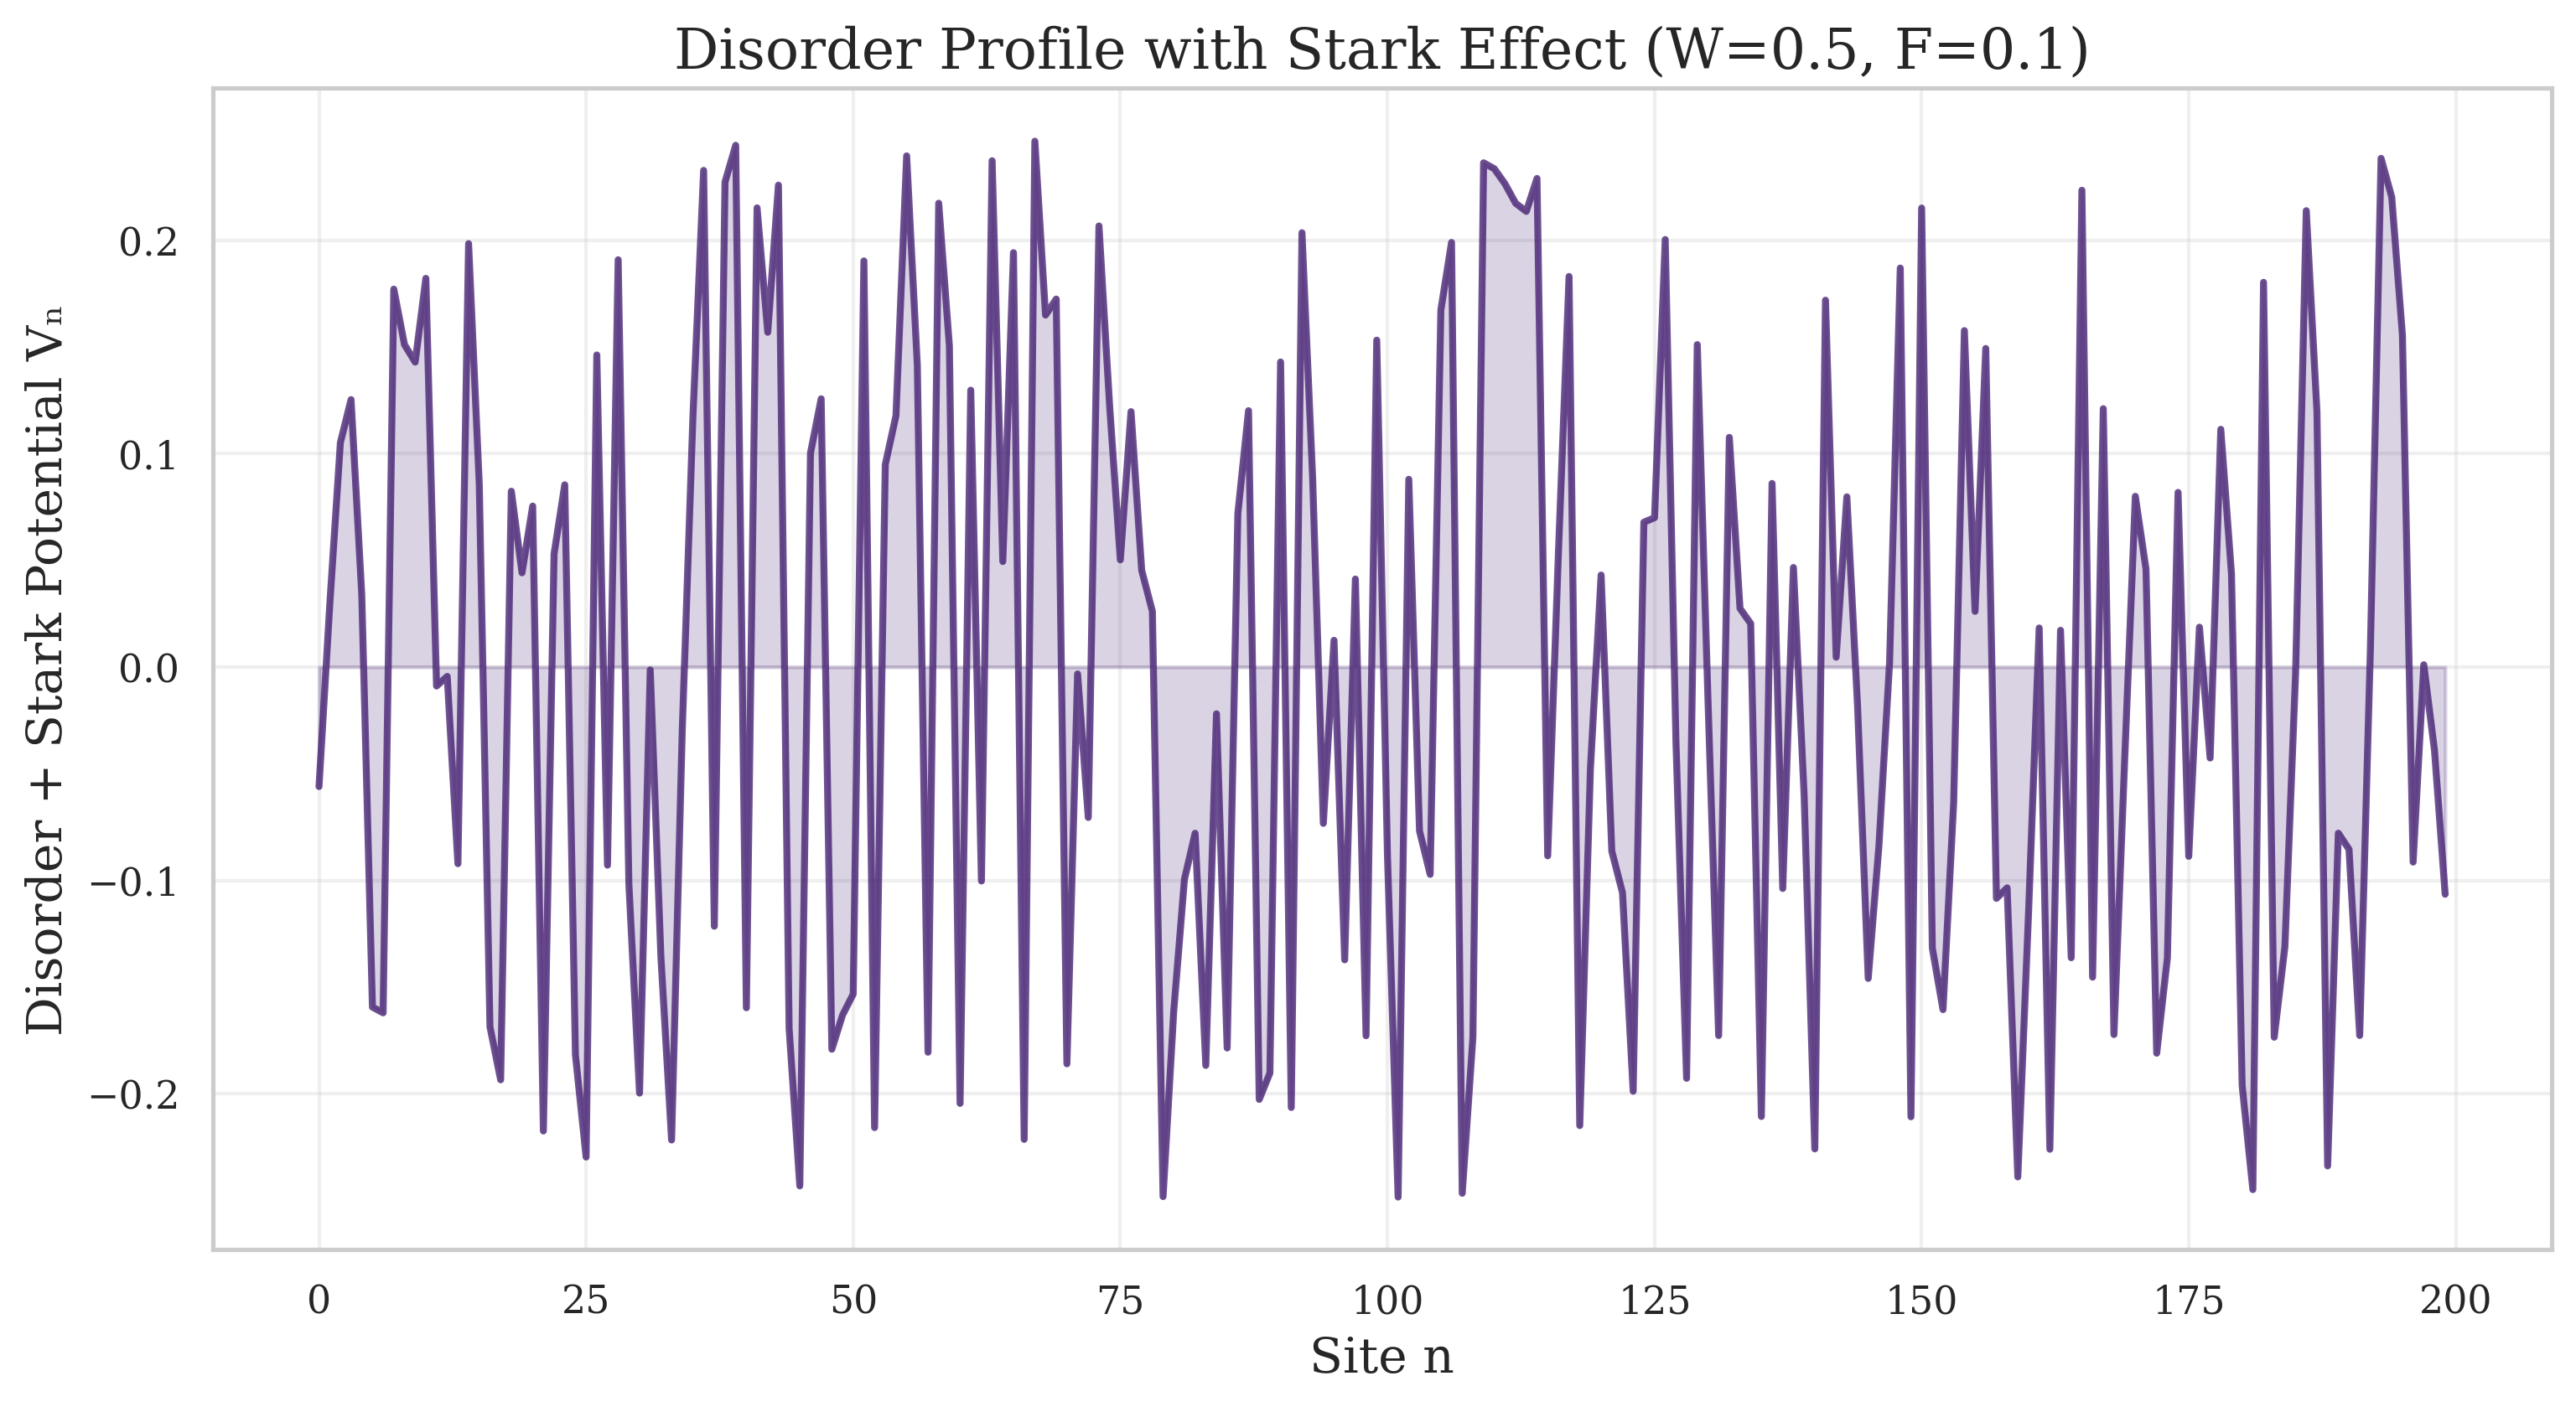 Disorder Profile with Stark Effect (W=0.5, F=0.1)
Disorder + Stark Potential Vₙ
0.2
0.1
0.0
−0.1
−0.2
0 25 50 75 100 125 150 175 200
Site n